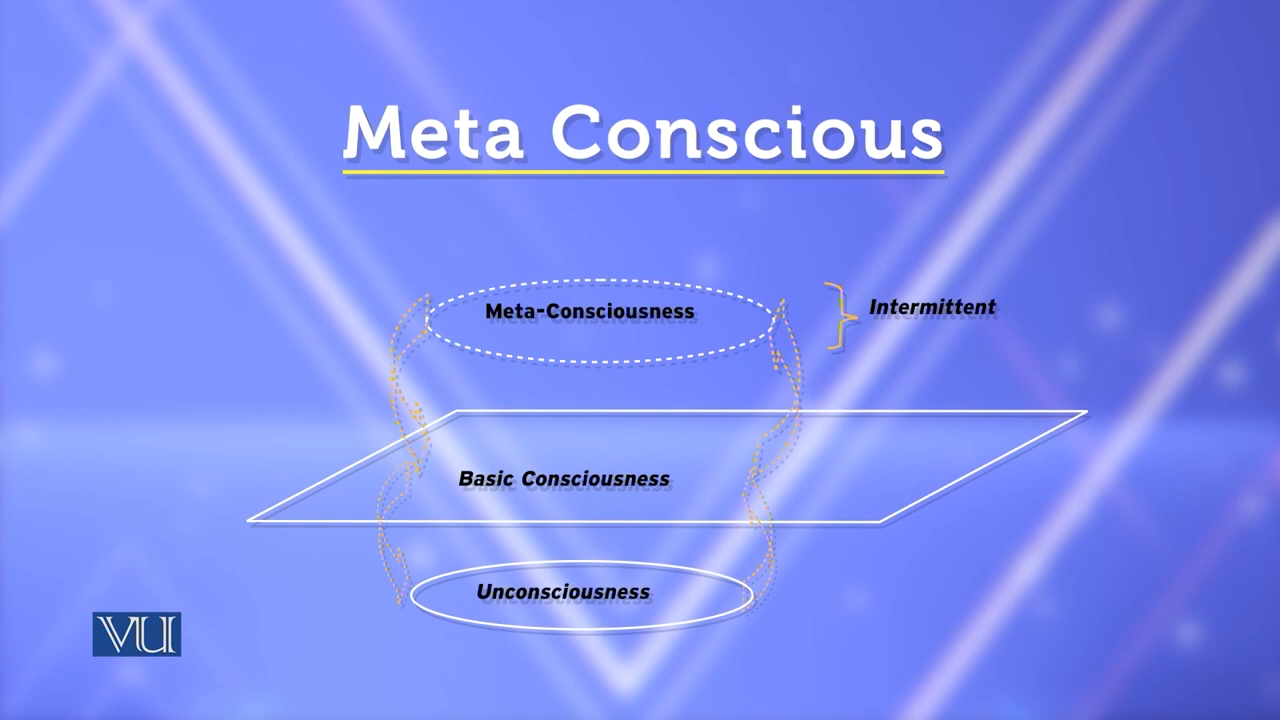 Meta Conscious
Meta-Consciousness
Intermittent
Basic Consciousness
Unconsciousness
VU